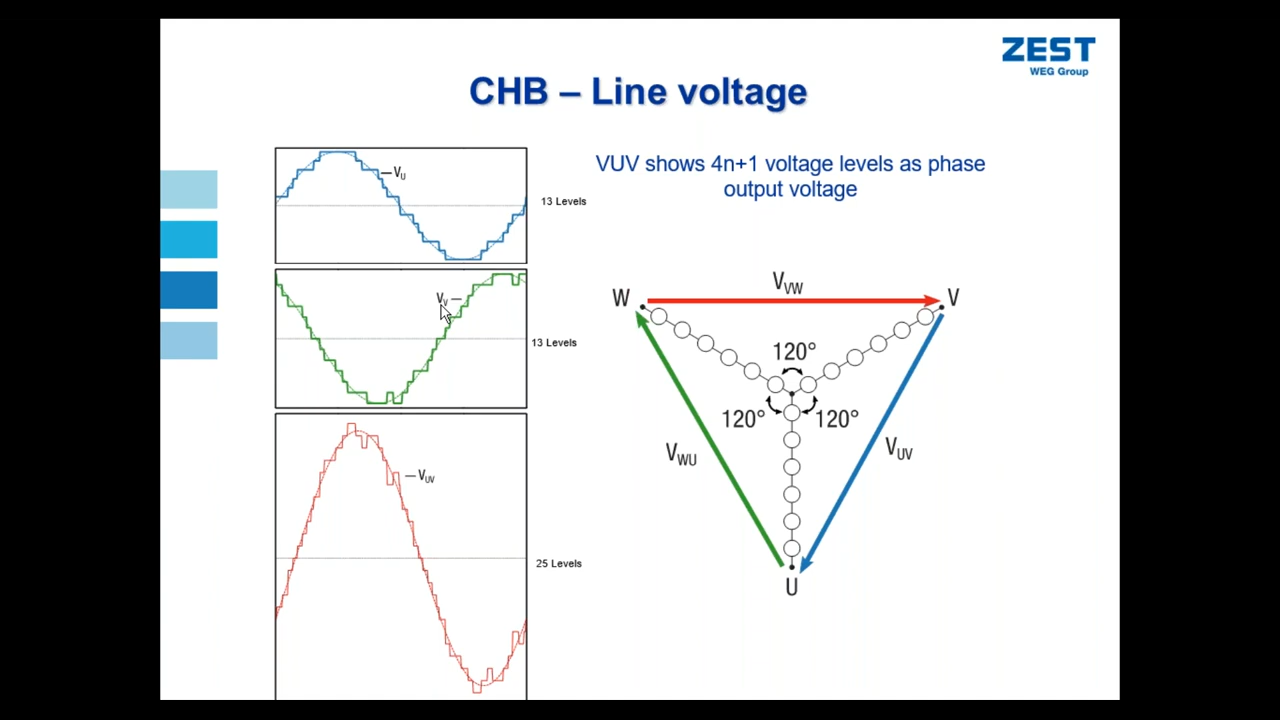 ZEST
WEG Group
CHB – Line voltage
VUV shows 4n+1 voltage levels as phase
output voltage
V_U
13 Levels
V_V
13 Levels
V_UV
25 Levels
V_VW
W
V
120°
120°
120°
V_WU
V_UV
U